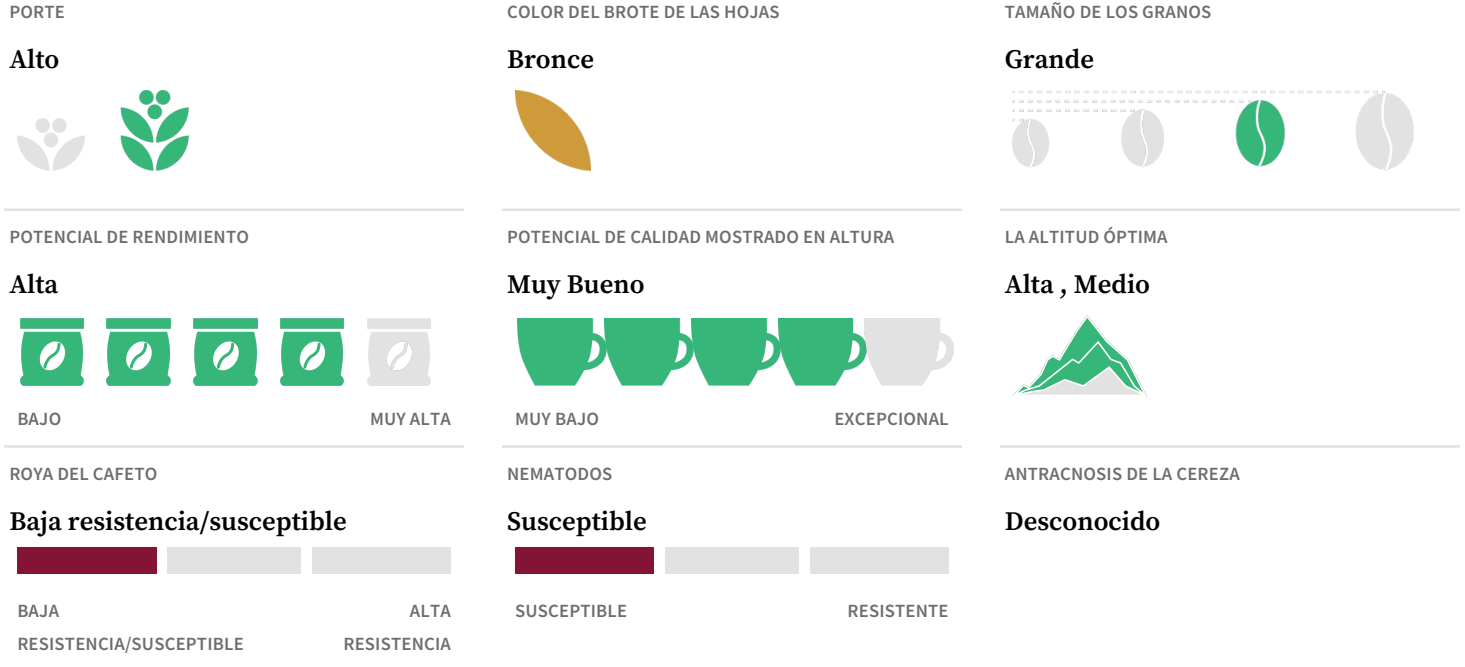 PORTE
Alto
COLOR DEL BROTE DE LAS HOJAS
Bronce
TAMAÑO DE LOS GRANOS
Grande
POTENCIAL DE RENDIMIENTO
Alta
BAJO
MUY ALTA
POTENCIAL DE CALIDAD MOSTRADO EN ALTURA
Muy Bueno
MUY BAJO
EXCEPCIONAL
LA ALTITUD ÓPTIMA
Alta , Medio
ROYA DEL CAFETO
Baja resistencia/susceptible
BAJA
RESISTENCIA/SUSCEPTIBLE
ALTA
RESISTENCIA
NEMATODOS
Susceptible
SUSCEPTIBLE
RESISTENTE
ANTRACNOSIS DE LA CEREZA
Desconocido